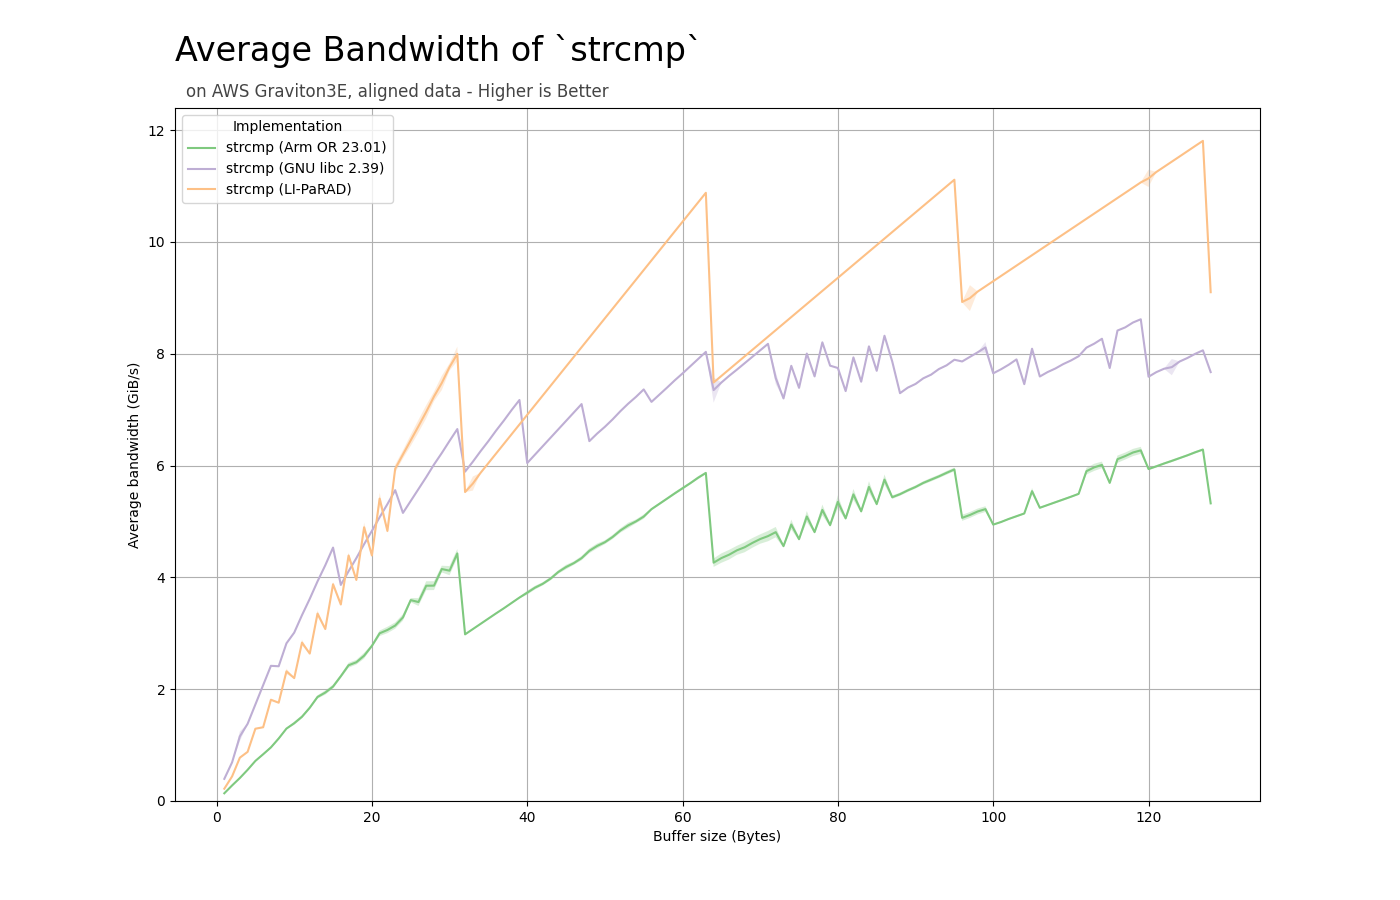 Average Bandwidth of `strcmp`
on AWS Graviton3E, aligned data - Higher is Better
Implementation
strcmp (Arm OR 23.01)
strcmp (GNU libc 2.39)
strcmp (LI-PaRAD)
12
10
8
6
4
2
0
Average bandwidth (GiB/s)
0 20 40 60 80 100 120
Buffer size (Bytes)